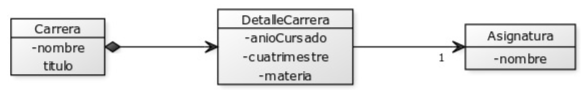 Carrera
-nombre
titulo
DetalleCarrera
-anioCursado
-cuatrimestre
-materia
1
Asignatura
-nombre